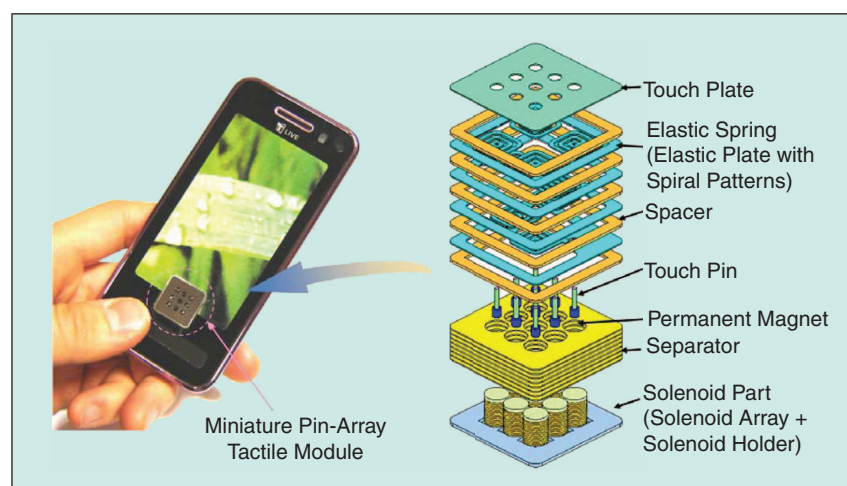 LIVE
Touch Plate
Elastic Spring
(Elastic Plate with
Spiral Patterns)
Spacer
Touch Pin
Permanent Magnet
Separator
Solenoid Part
(Solenoid Array +
Solenoid Holder)
Miniature Pin-Array
Tactile Module